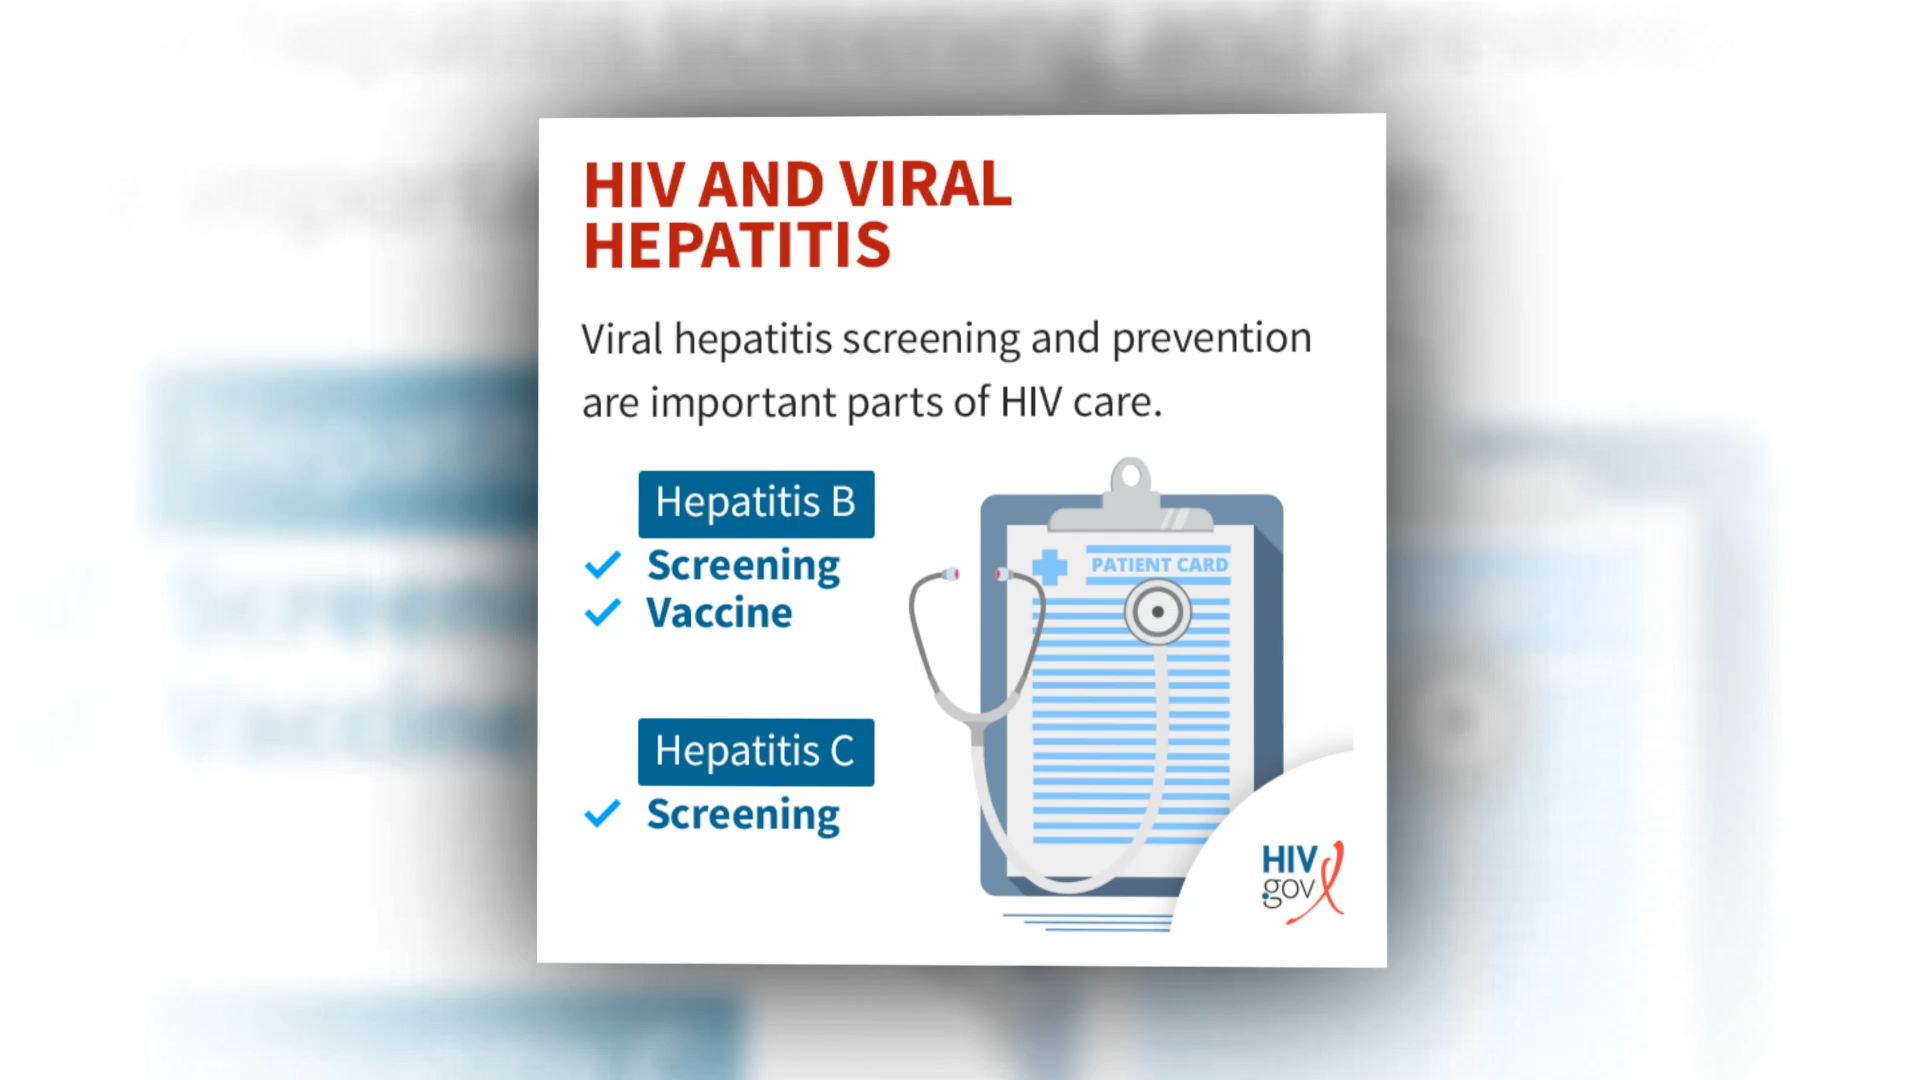 HIV AND VIRAL
HEPATITIS
Viral hepatitis screening and prevention
are important parts of HIV care.
Hepatitis B
Screening
Vaccine
Hepatitis C
Screening
PATIENT CARD
HIV
.gov